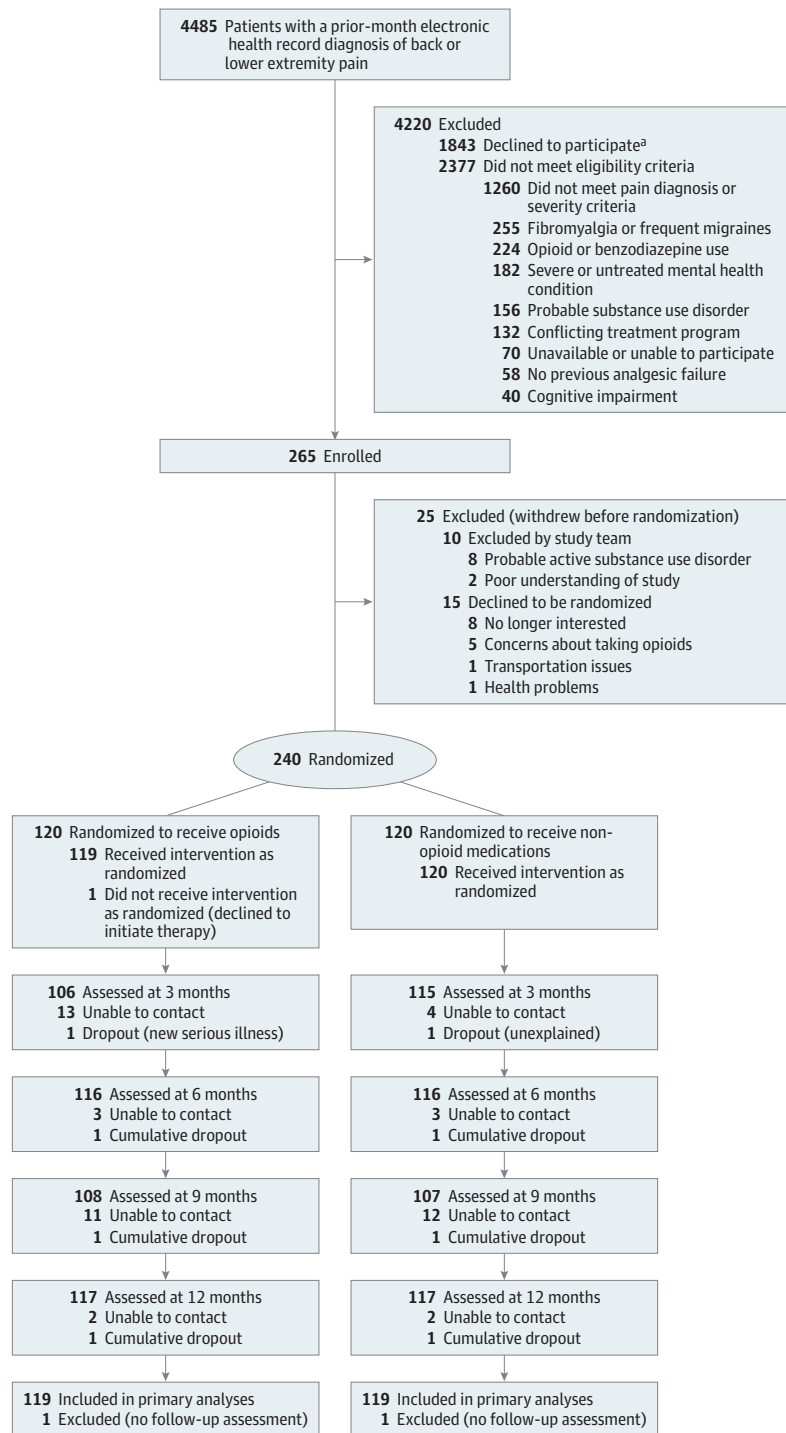 4485 Patients with a prior-month electronic
health record diagnosis of back or
lower extremity pain
4220 Excluded
1843 Declined to participateᵃ
2377 Did not meet eligibility criteria
1260 Did not meet pain diagnosis or
severity criteria
255 Fibromyalgia or frequent migraines
224 Opioid or benzodiazepine use
182 Severe or untreated mental health
condition
156 Probable substance use disorder
132 Conflicting treatment program
70 Unavailable or unable to participate
58 No previous analgesic failure
40 Cognitive impairment
265 Enrolled
25 Excluded (withdrew before randomization)
10 Excluded by study team
8 Probable active substance use disorder
2 Poor understanding of study
15 Declined to be randomized
8 No longer interested
5 Concerns about taking opioids
1 Transportation issues
1 Health problems
240 Randomized
120 Randomized to receive opioids
119 Received intervention as
randomized
1 Did not receive intervention
as randomized (declined to
initiate therapy)
120 Randomized to receive non-
opioid medications
120 Received intervention as
randomized
106 Assessed at 3 months
13 Unable to contact
1 Dropout (new serious illness)
115 Assessed at 3 months
4 Unable to contact
1 Dropout (unexplained)
116 Assessed at 6 months
3 Unable to contact
1 Cumulative dropout
116 Assessed at 6 months
3 Unable to contact
1 Cumulative dropout
108 Assessed at 9 months
11 Unable to contact
1 Cumulative dropout
107 Assessed at 9 months
12 Unable to contact
1 Cumulative dropout
117 Assessed at 12 months
2 Unable to contact
1 Cumulative dropout
117 Assessed at 12 months
2 Unable to contact
1 Cumulative dropout
119 Included in primary analyses
1 Excluded (no follow-up assessment)
119 Included in primary analyses
1 Excluded (no follow-up assessment)